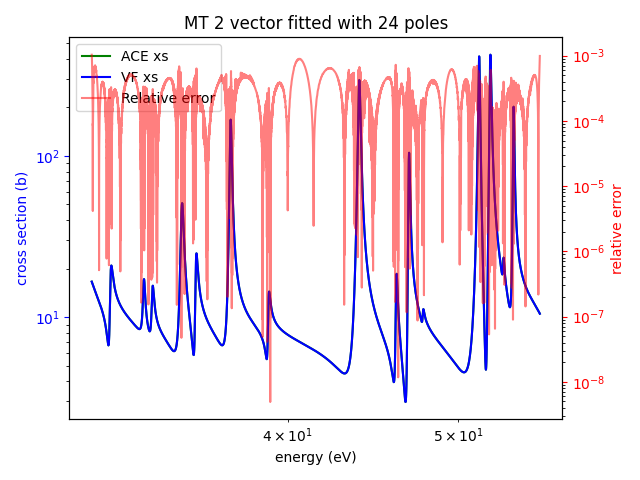 MT 2 vector fitted with 24 poles
ACE xs
VF xs
Relative error
cross section (b)
10²
10¹
relative error
10⁻³
10⁻⁴
10⁻⁵
10⁻⁶
10⁻⁷
10⁻⁸
4 × 10¹
5 × 10¹
energy (eV)